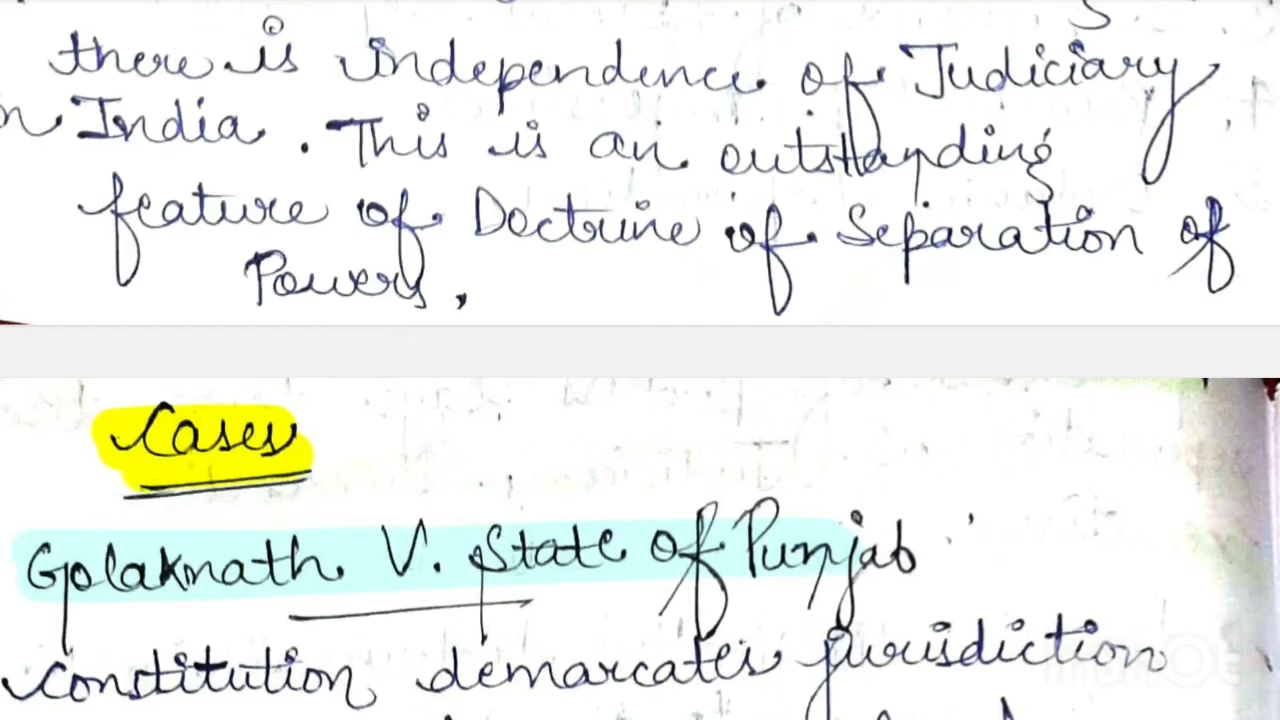 there is independence of Judiciary
n India. This is an outstanding
feature of Doctrine of Separation of
Powers,
Cases
Golaknath V. State of Punjab
Constitution demarcates jurisdiction